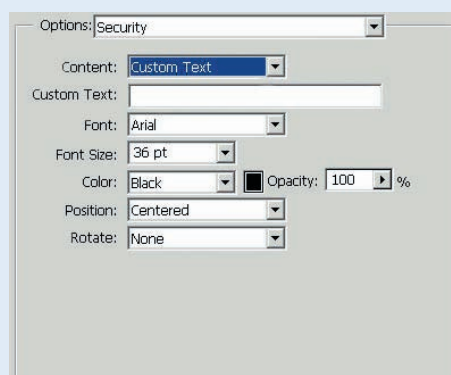 Options: Security
Content: Custom Text
Custom Text:
Font: Arial
Font Size: 36 pt
Color: Black Opacity: 100 %
Position: Centered
Rotate: None